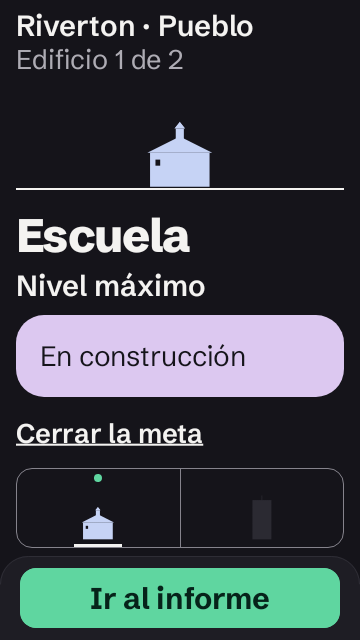 Riverton · Pueblo
Edificio 1 de 2
Escuela
Nivel máximo
En construcción
Cerrar la meta
Ir al informe